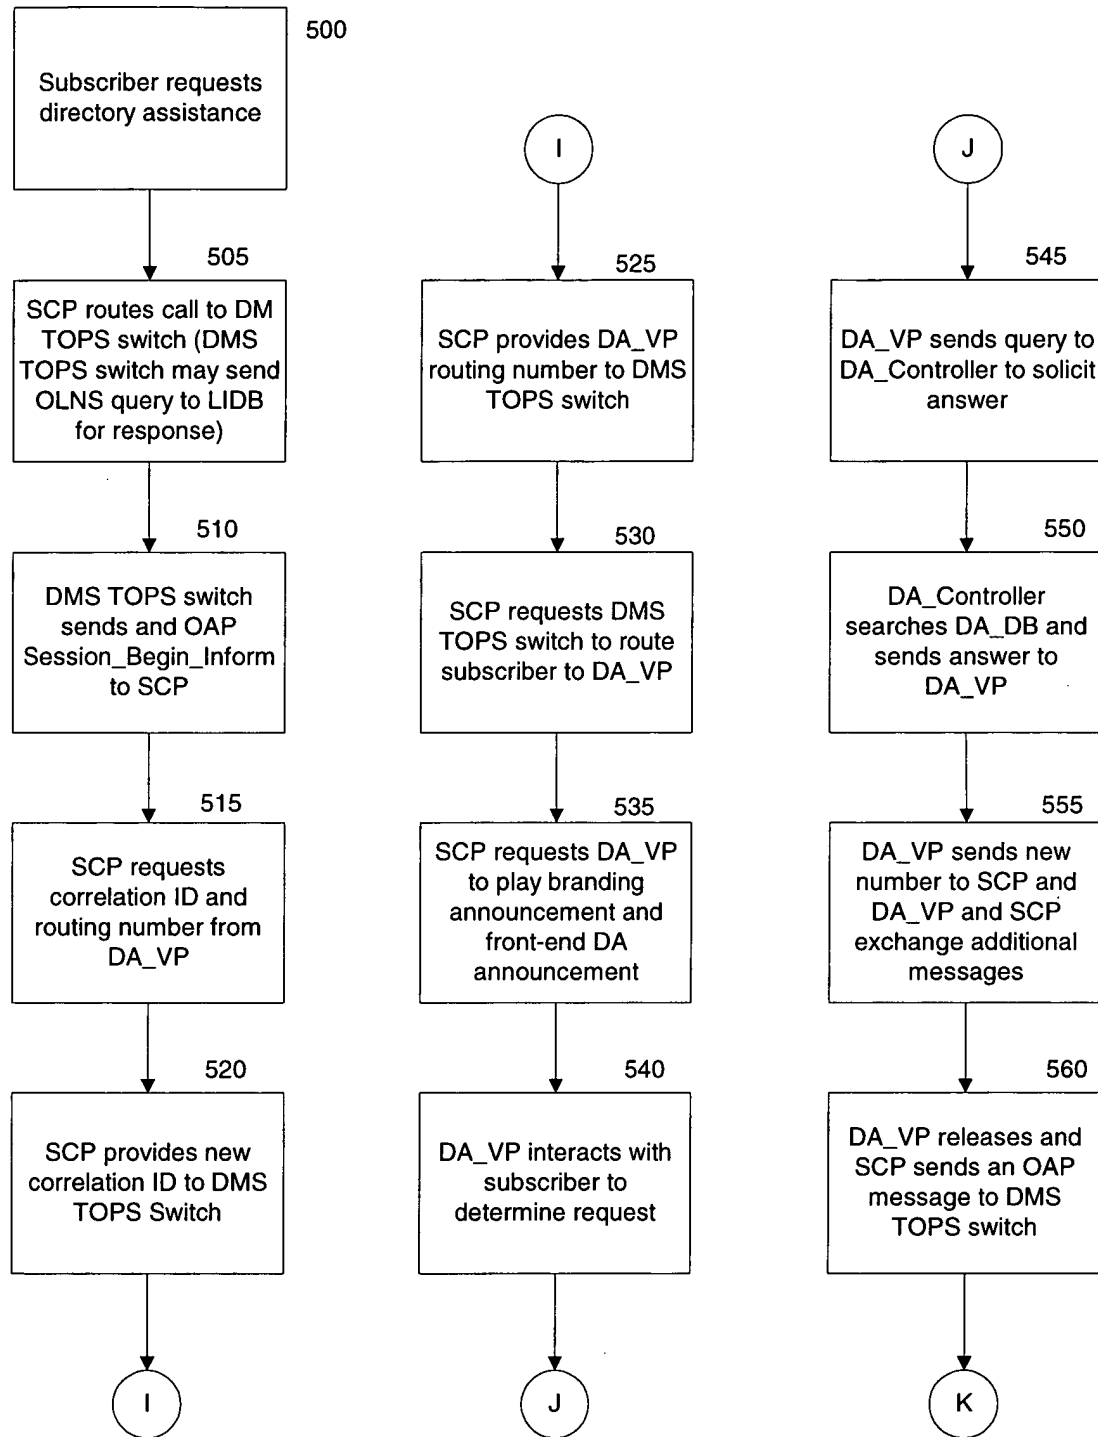 500
Subscriber requests
directory assistance
505
SCP routes call to DM
TOPS switch (DMS
TOPS switch may send
OLNS query to LIDB
for response)
510
DMS TOPS switch
sends and OAP
Session_Begin_Inform
to SCP
515
SCP requests
correlation ID and
routing number from
DA_VP
520
SCP provides new
correlation ID to DMS
TOPS Switch
I
I
525
SCP provides DA_VP
routing number to DMS
TOPS switch
530
SCP requests DMS
TOPS switch to route
subscriber to DA_VP
535
SCP requests DA_VP
to play branding
announcement and
front-end DA
announcement
540
DA_VP interacts with
subscriber to
determine request
J
J
545
DA_VP sends query to
DA_Controller to solicit
answer
550
DA_Controller
searches DA_DB and
sends answer to
DA_VP
555
DA_VP sends new
number to SCP and
DA_VP and SCP
exchange additional
messages
560
DA_VP releases and
SCP sends an OAP
message to DMS
TOPS switch
K